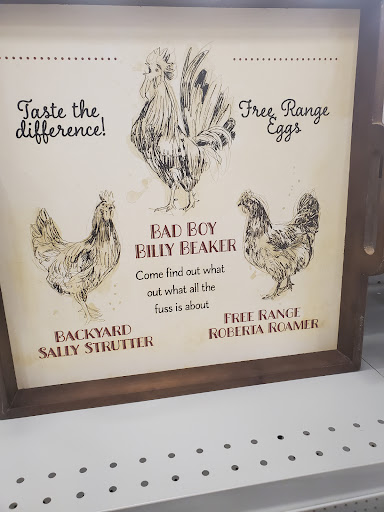 Taste the
difference!
Free Range
Eggs
BAD BOY
BILLY BEAKER
Come find out what
out what all the
fuss is about
BACKYARD
SALLY STRUTTER
FREE RANGE
ROBERTA ROAMER